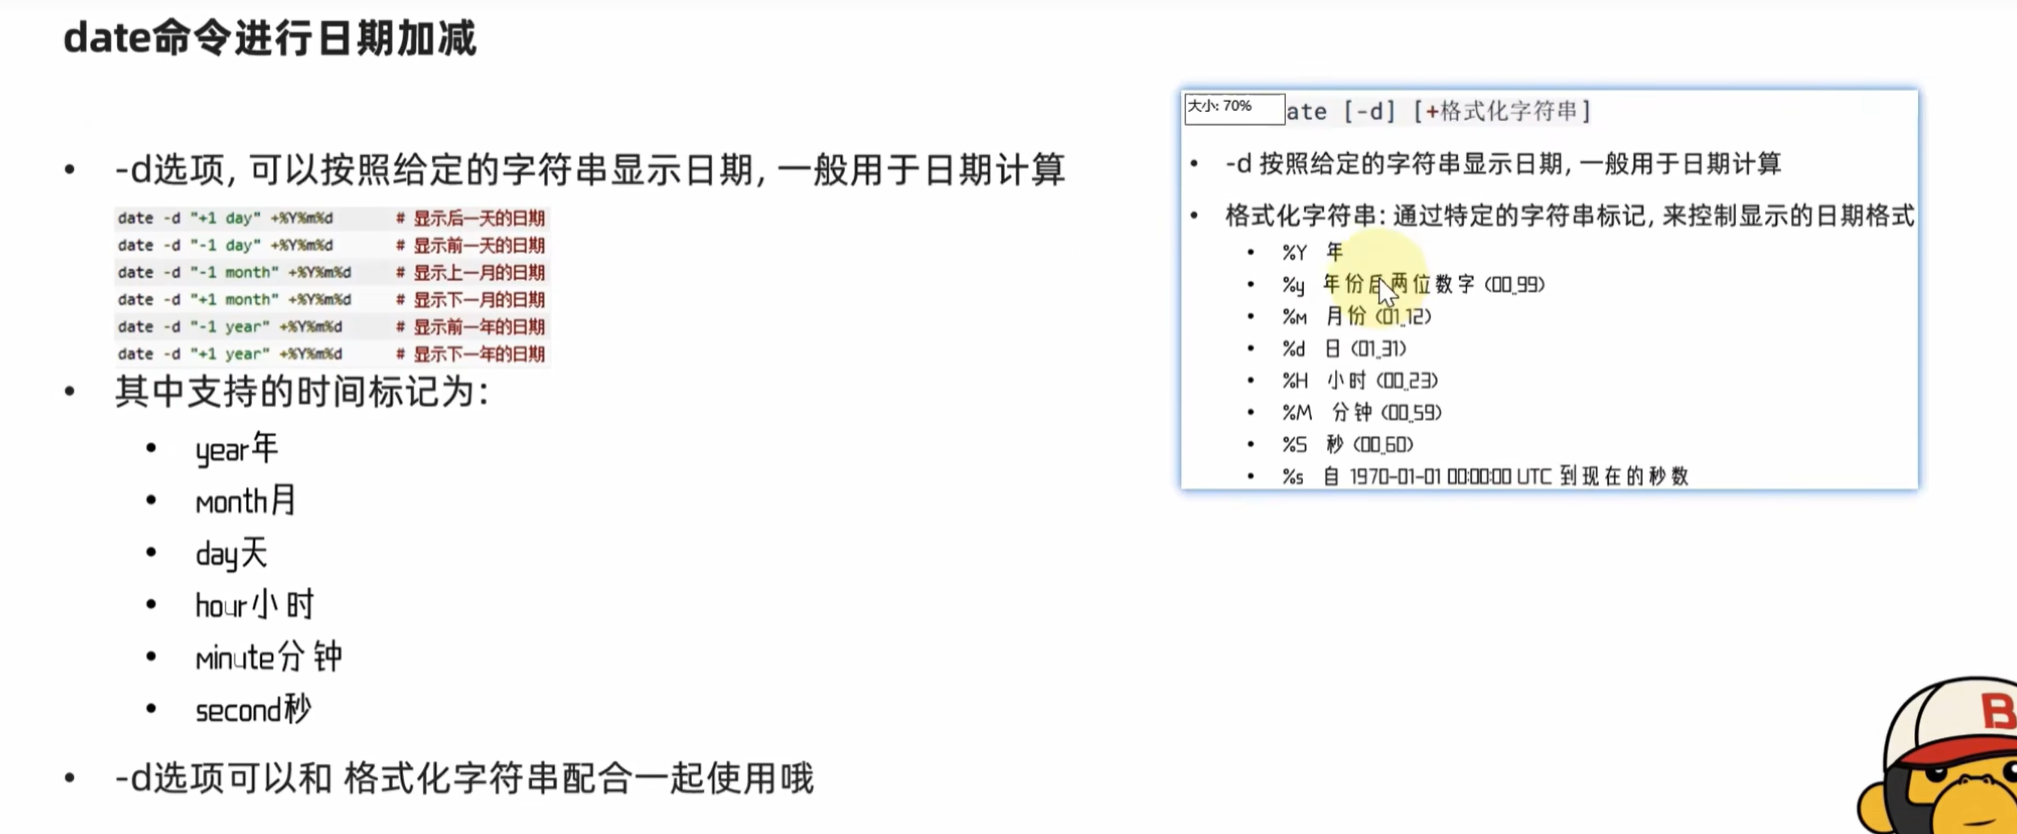 date命令进行日期加减
-d选项, 可以按照给定的字符串显示日期, 一般用于日期计算
date -d "+1 day" +%Y%m%d # 显示后一天的日期
date -d "-1 day" +%Y%m%d # 显示前一天的日期
date -d "-1 month" +%Y%m%d # 显示上一月的日期
date -d "+1 month" +%Y%m%d # 显示下一月的日期
date -d "-1 year" +%Y%m%d # 显示前一年的日期
date -d "+1 year" +%Y%m%d # 显示下一年的日期
其中支持的时间标记为:
year年
month月
day天
hour小时
minute分钟
second秒
-d选项可以和 格式化字符串配合一起使用哦
大小: 70%
ate [-d] [+格式化字符串]
-d 按照给定的字符串显示日期, 一般用于日期计算
格式化字符串: 通过特定的字符串标记, 来控制显示的日期格式
%Y 年
%y 年份后两位数字 (00..99)
%m 月份 (01..12)
%d 日 (01..31)
%H 小时 (00..23)
%M 分钟 (00..59)
%S 秒 (00..60)
%s 自 1970-01-01 00:00:00 UTC 到现在的秒数
B